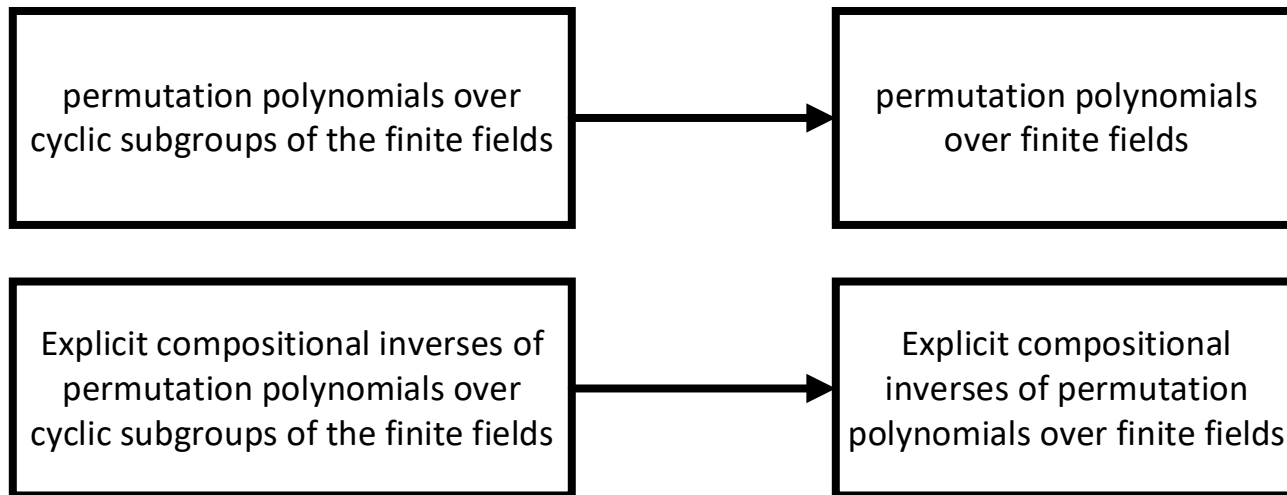 permutation polynomials over
cyclic subgroups of the finite fields
permutation polynomials
over finite fields
Explicit compositional inverses of
permutation polynomials over
cyclic subgroups of the finite fields
Explicit compositional
inverses of permutation
polynomials over finite fields